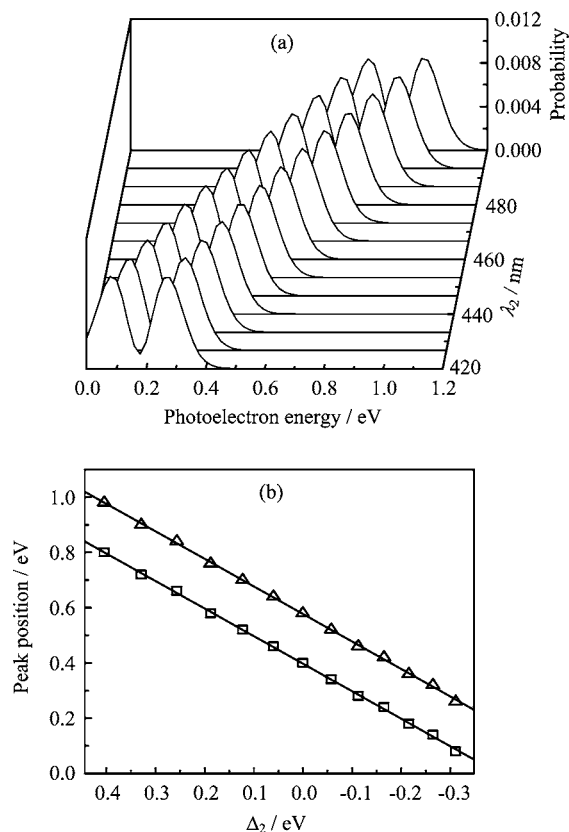 (a)
0.012
0.008
0.004
0.000
Probability
480
460
440
420
λ2 / nm
0.0 0.2 0.4 0.6 0.8 1.0 1.2
Photoelectron energy / eV
(b)
1.0
0.8
0.6
0.4
0.2
0.0
Peak position / eV
0.4 0.3 0.2 0.1 0.0 -0.1 -0.2 -0.3
Δ2 / eV